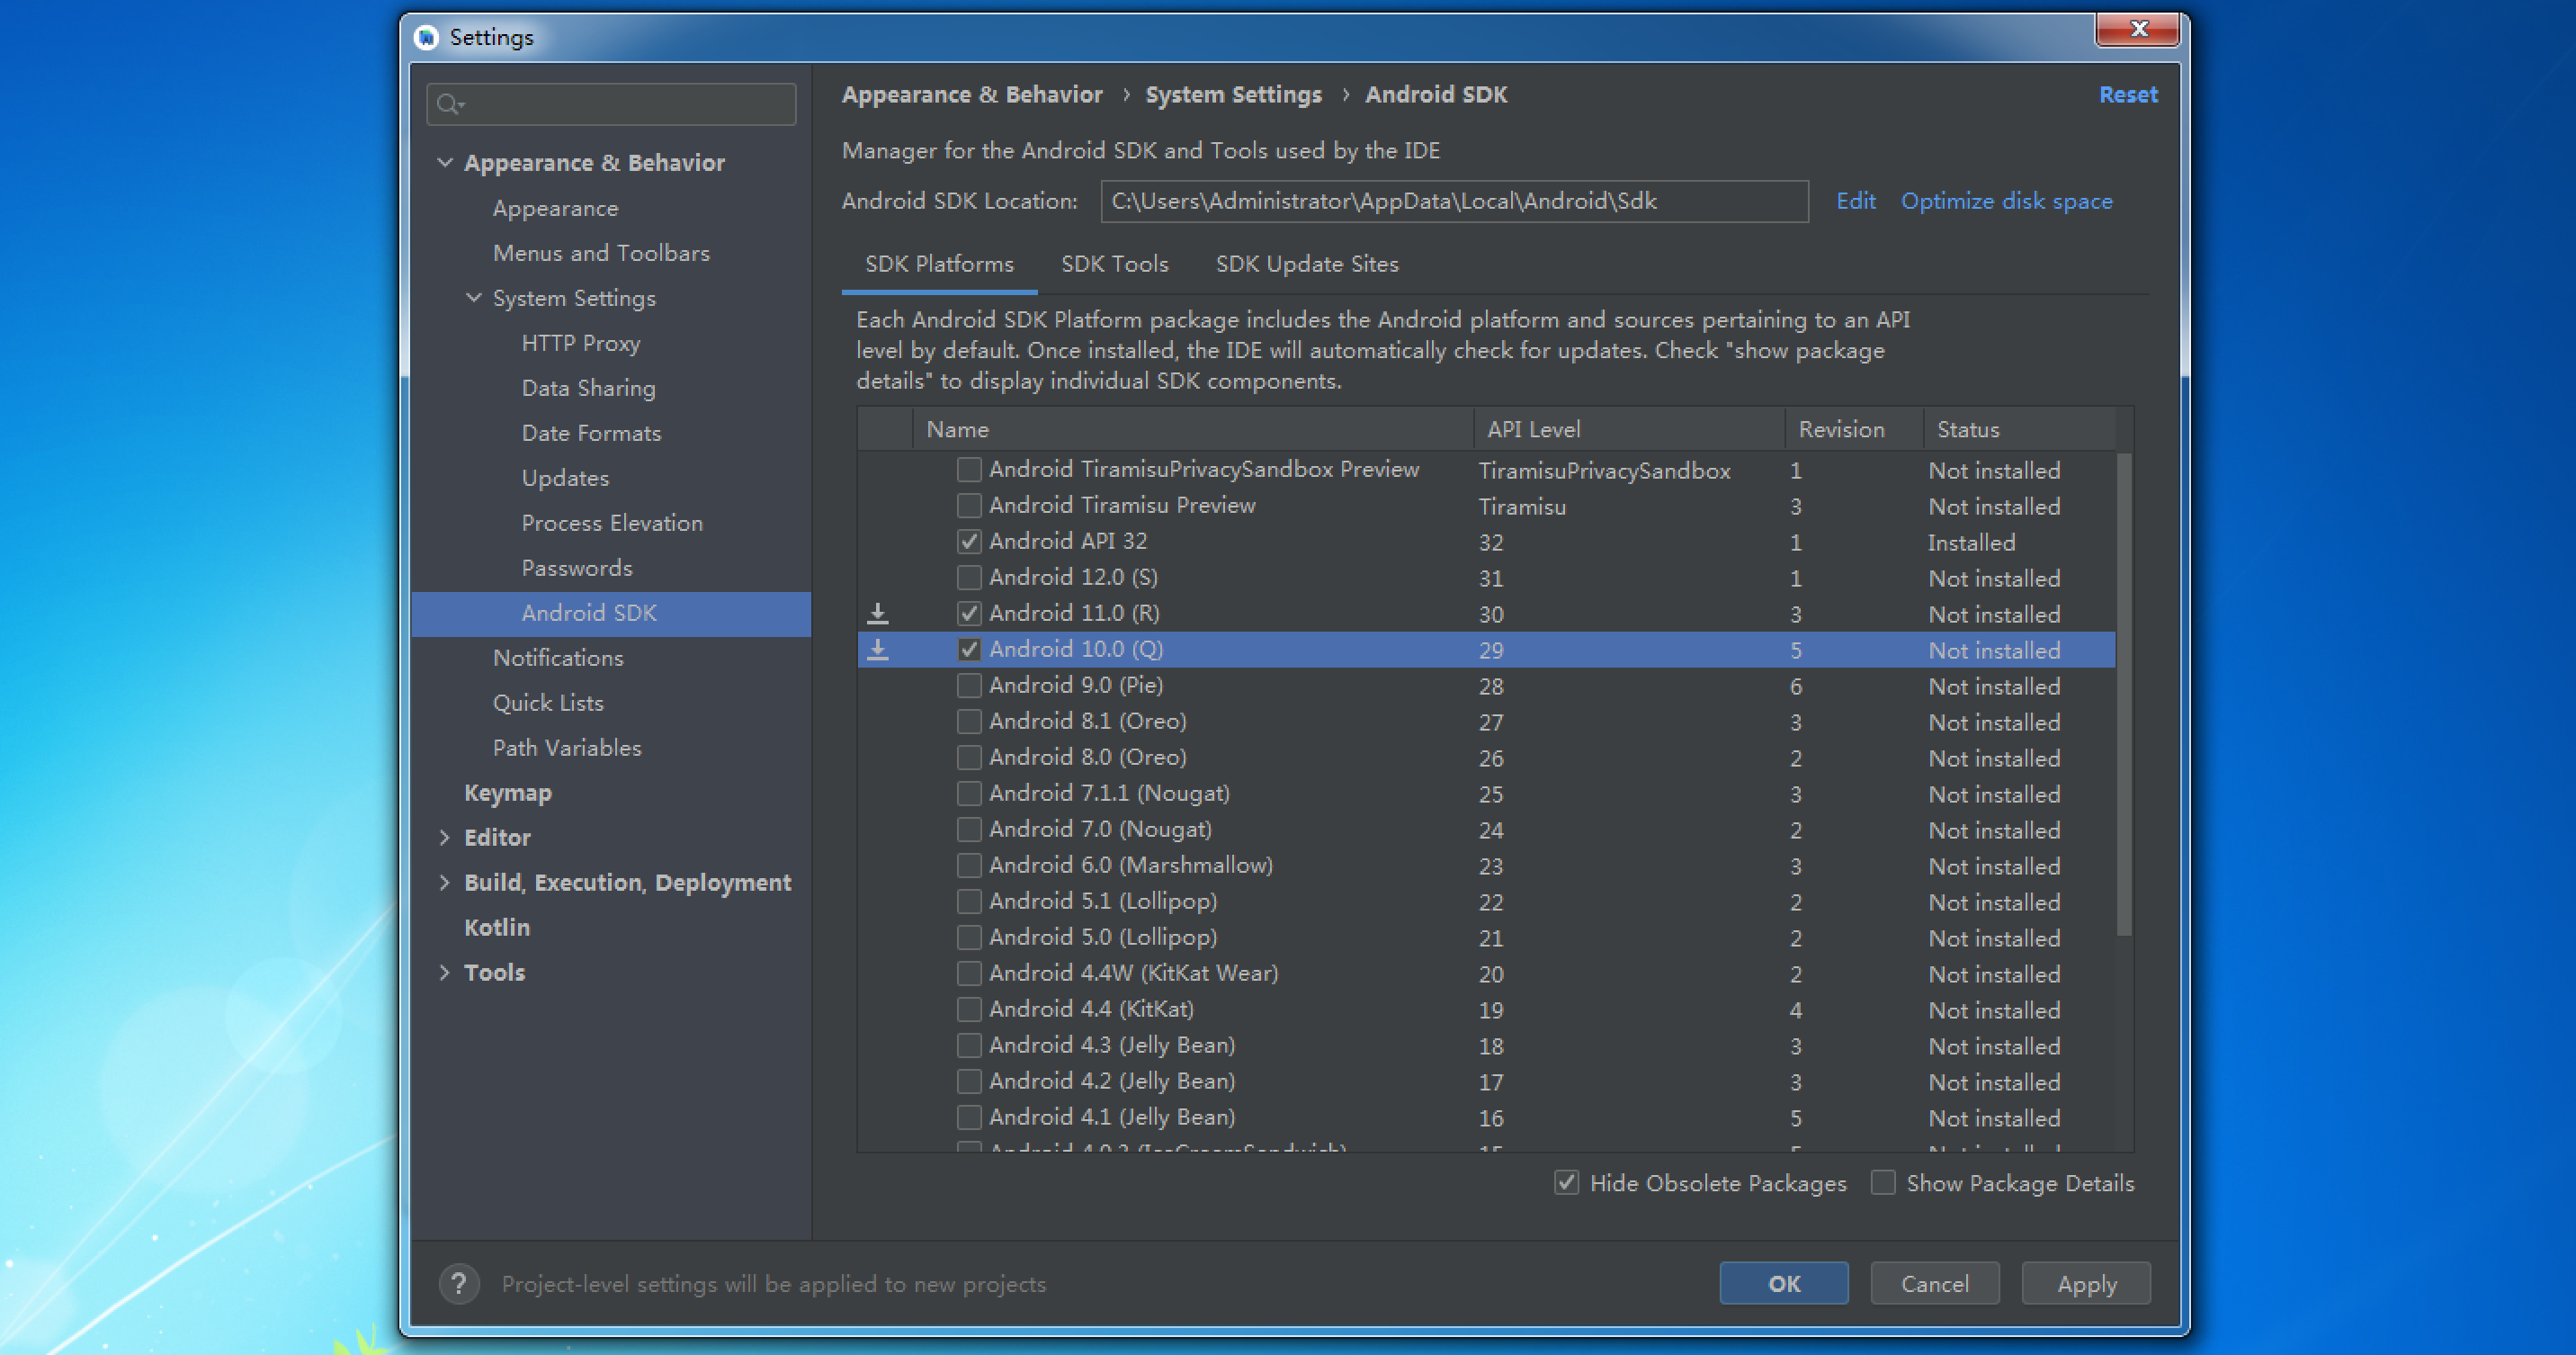 Settings
Appearance & Behavior
Appearance
Menus and Toolbars
System Settings
HTTP Proxy
Data Sharing
Date Formats
Updates
Process Elevation
Passwords
Android SDK
Notifications
Quick Lists
Path Variables
Keymap
Editor
Build, Execution, Deployment
Kotlin
Tools
Appearance & Behavior › System Settings › Android SDK Reset
Manager for the Android SDK and Tools used by the IDE
Android SDK Location: C:\Users\Administrator\AppData\Local\Android\Sdk Edit Optimize disk space
SDK Platforms SDK Tools SDK Update Sites
Each Android SDK Platform package includes the Android platform and sources pertaining to an API
level by default. Once installed, the IDE will automatically check for updates. Check "show package
details" to display individual SDK components.
Name API Level Revision Status
Android TiramisuPrivacySandbox Preview TiramisuPrivacySandbox 1 Not installed
Android Tiramisu Preview Tiramisu 3 Not installed
Android API 32 32 1 Installed
Android 12.0 (S) 31 1 Not installed
Android 11.0 (R) 30 3 Not installed
Android 10.0 (Q) 29 5 Not installed
Android 9.0 (Pie) 28 6 Not installed
Android 8.1 (Oreo) 27 3 Not installed
Android 8.0 (Oreo) 26 2 Not installed
Android 7.1.1 (Nougat) 25 3 Not installed
Android 7.0 (Nougat) 24 2 Not installed
Android 6.0 (Marshmallow) 23 3 Not installed
Android 5.1 (Lollipop) 22 2 Not installed
Android 5.0 (Lollipop) 21 2 Not installed
Android 4.4W (KitKat Wear) 20 2 Not installed
Android 4.4 (KitKat) 19 4 Not installed
Android 4.3 (Jelly Bean) 18 3 Not installed
Android 4.2 (Jelly Bean) 17 3 Not installed
Android 4.1 (Jelly Bean) 16 5 Not installed
Hide Obsolete Packages Show Package Details
? Project-level settings will be applied to new projects
OK Cancel Apply